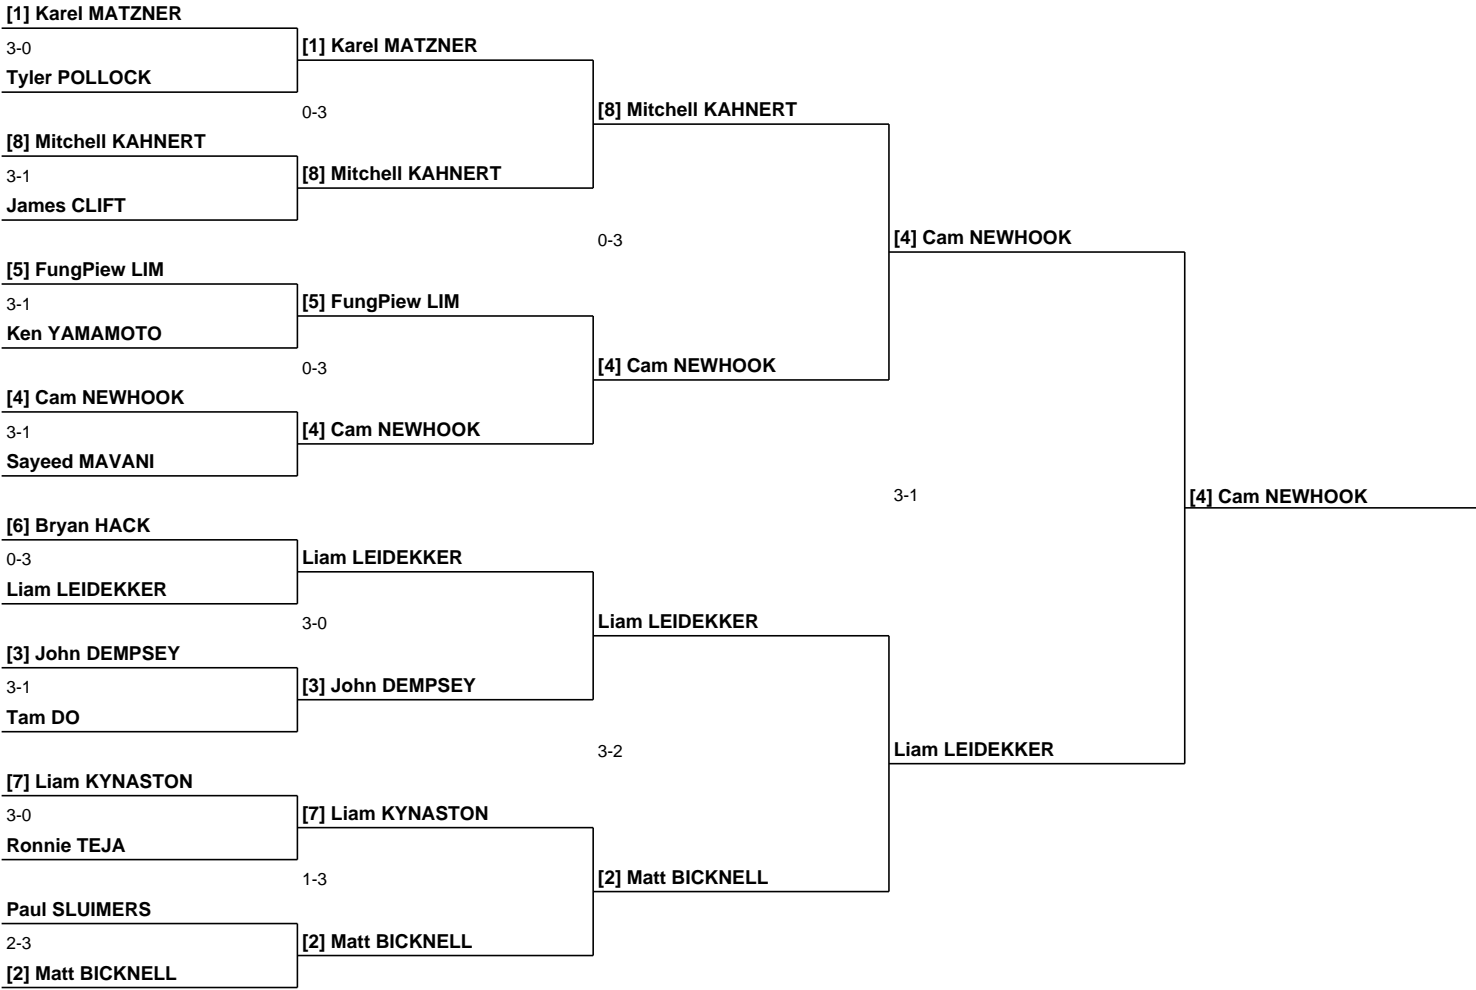 [1] Karel MATZNER
3-0
[1] Karel MATZNER
Tyler POLLOCK
0-3
[8] Mitchell KAHNERT
[8] Mitchell KAHNERT
3-1
[8] Mitchell KAHNERT
James CLIFT
0-3
[4] Cam NEWHOOK
[5] FungPiew LIM
3-1
[5] FungPiew LIM
Ken YAMAMOTO
0-3
[4] Cam NEWHOOK
[4] Cam NEWHOOK
3-1
[4] Cam NEWHOOK
Sayeed MAVANI
3-1
[4] Cam NEWHOOK
[6] Bryan HACK
0-3
Liam LEIDEKKER
Liam LEIDEKKER
3-0
Liam LEIDEKKER
[3] John DEMPSEY
3-1
[3] John DEMPSEY
Tam DO
3-2
Liam LEIDEKKER
[7] Liam KYNASTON
3-0
[7] Liam KYNASTON
Ronnie TEJA
1-3
[2] Matt BICKNELL
Paul SLUIMERS
2-3
[2] Matt BICKNELL
[2] Matt BICKNELL